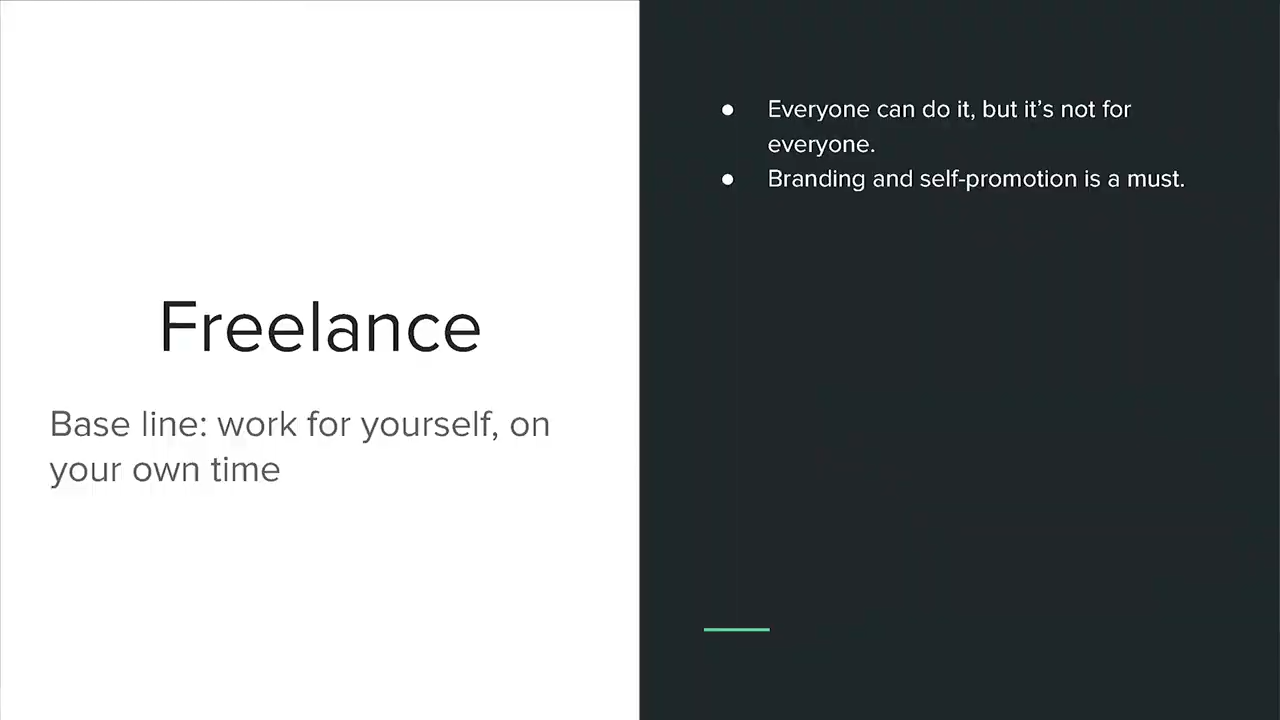 Freelance
Base line: work for yourself, on
your own time
● Everyone can do it, but it’s not for
everyone.
● Branding and self-promotion is a must.